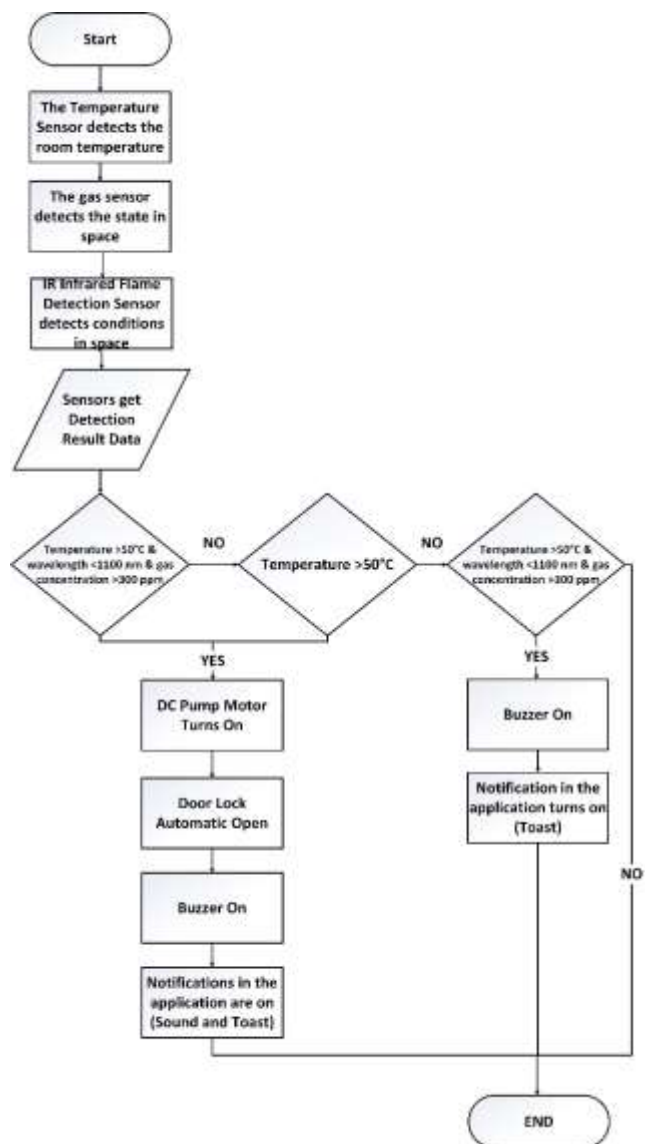 Start
The Temperature
Sensor detects the
room temperature
The gas sensor
detects the state in
space
IR Infrared Flame
Detection Sensor
detects conditions
in space
Sensors get
Detection
Result Data
Temperature >50°C &
wavelength <1100 nm & gas
concentration >300 ppm
NO
Temperature >50°C
NO
Temperature >50°C &
wavelength <1100 nm & gas
concentration >300 ppm
YES
DC Pump Motor
Turns On
Door Lock
Automatic Open
Buzzer On
Notifications in the
application are on
(Sound and Toast)
YES
Buzzer On
Notification in the
application turns on
(Toast)
NO
END